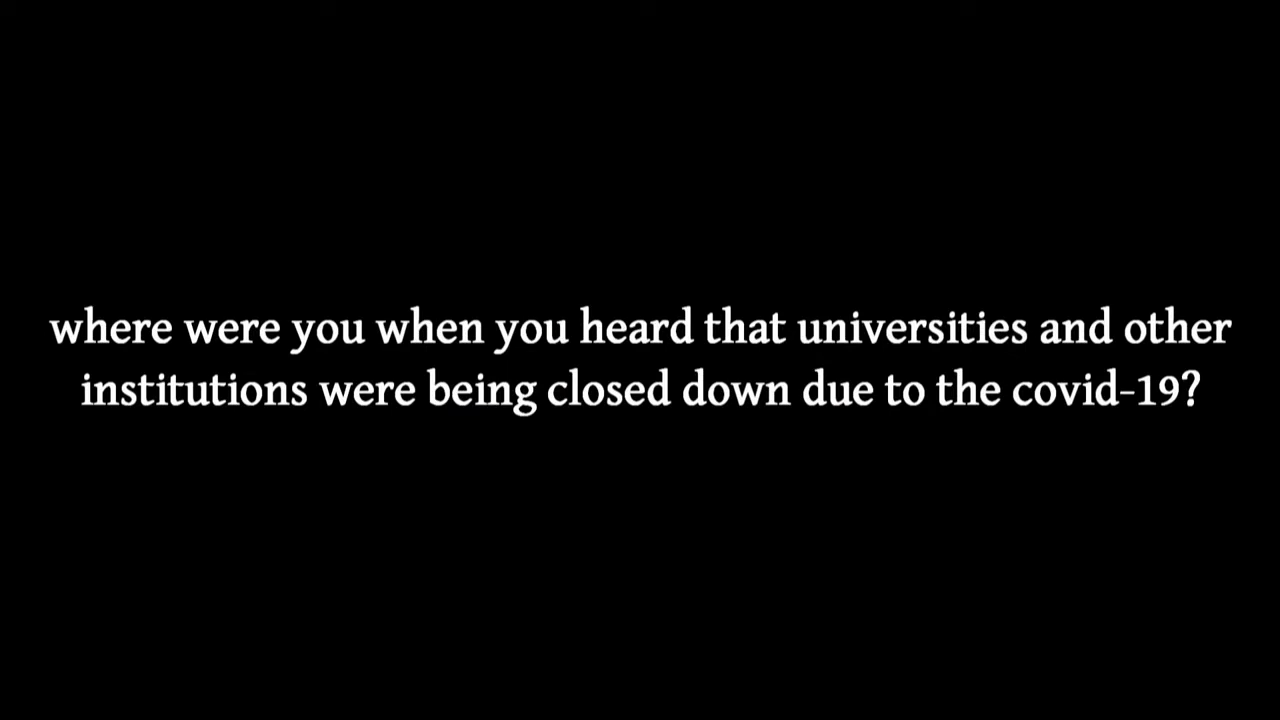 where were you when you heard that universities and other
institutions were being closed down due to the covid-19?